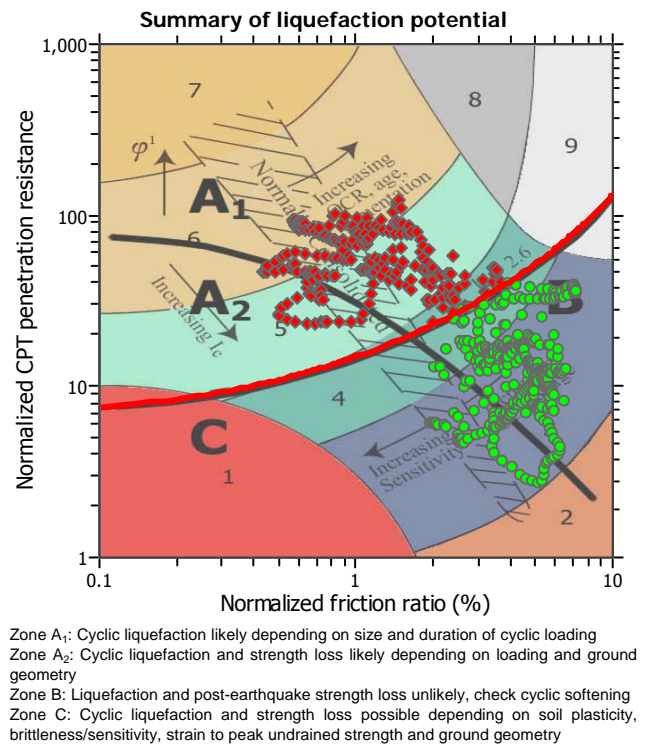 Summary of liquefaction potential
1,000
100
10
1
0.1
1
10
Normalized CPT penetration resistance
Normalized friction ratio (%)
7
8
9
φ¹
A₁
6
A₂
5
4
B
C
1
2
Increasing
OCR, age,
Increasing Ic
2.6
Increasing
Sensitivity
Zone A₁: Cyclic liquefaction likely depending on size and duration of cyclic loading
Zone A₂: Cyclic liquefaction and strength loss likely depending on loading and ground
geometry
Zone B: Liquefaction and post-earthquake strength loss unlikely, check cyclic softening
Zone C: Cyclic liquefaction and strength loss possible depending on soil plasticity,
brittleness/sensitivity, strain to peak undrained strength and ground geometry